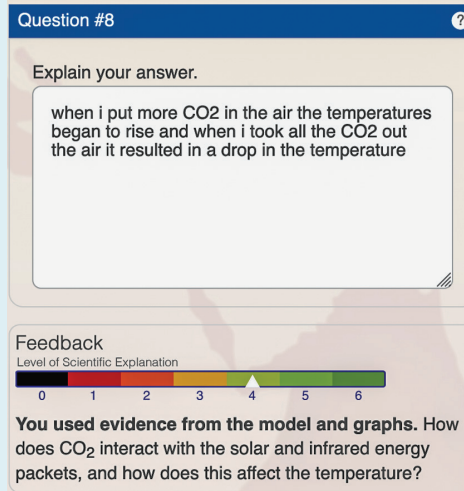 Question #8
?
Explain your answer.
when i put more CO2 in the air the temperatures
began to rise and when i took all the CO2 out
the air it resulted in a drop in the temperature
Feedback
Level of Scientific Explanation
0 1 2 3 4 5 6
You used evidence from the model and graphs. How
does CO₂ interact with the solar and infrared energy
packets, and how does this affect the temperature?